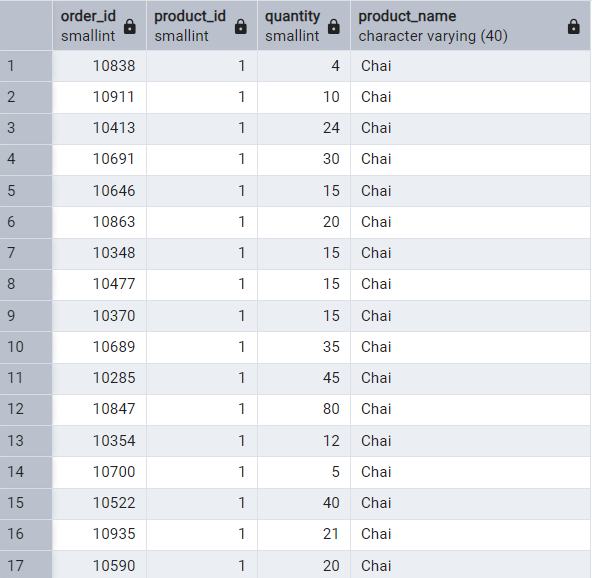 order_id product_id quantity product_name
smallint smallint smallint character varying (40)
1 10838 1 4 Chai
2 10911 1 10 Chai
3 10413 1 24 Chai
4 10691 1 30 Chai
5 10646 1 15 Chai
6 10863 1 20 Chai
7 10348 1 15 Chai
8 10477 1 15 Chai
9 10370 1 15 Chai
10 10689 1 35 Chai
11 10285 1 45 Chai
12 10847 1 80 Chai
13 10354 1 12 Chai
14 10700 1 5 Chai
15 10522 1 40 Chai
16 10935 1 21 Chai
17 10590 1 20 Chai